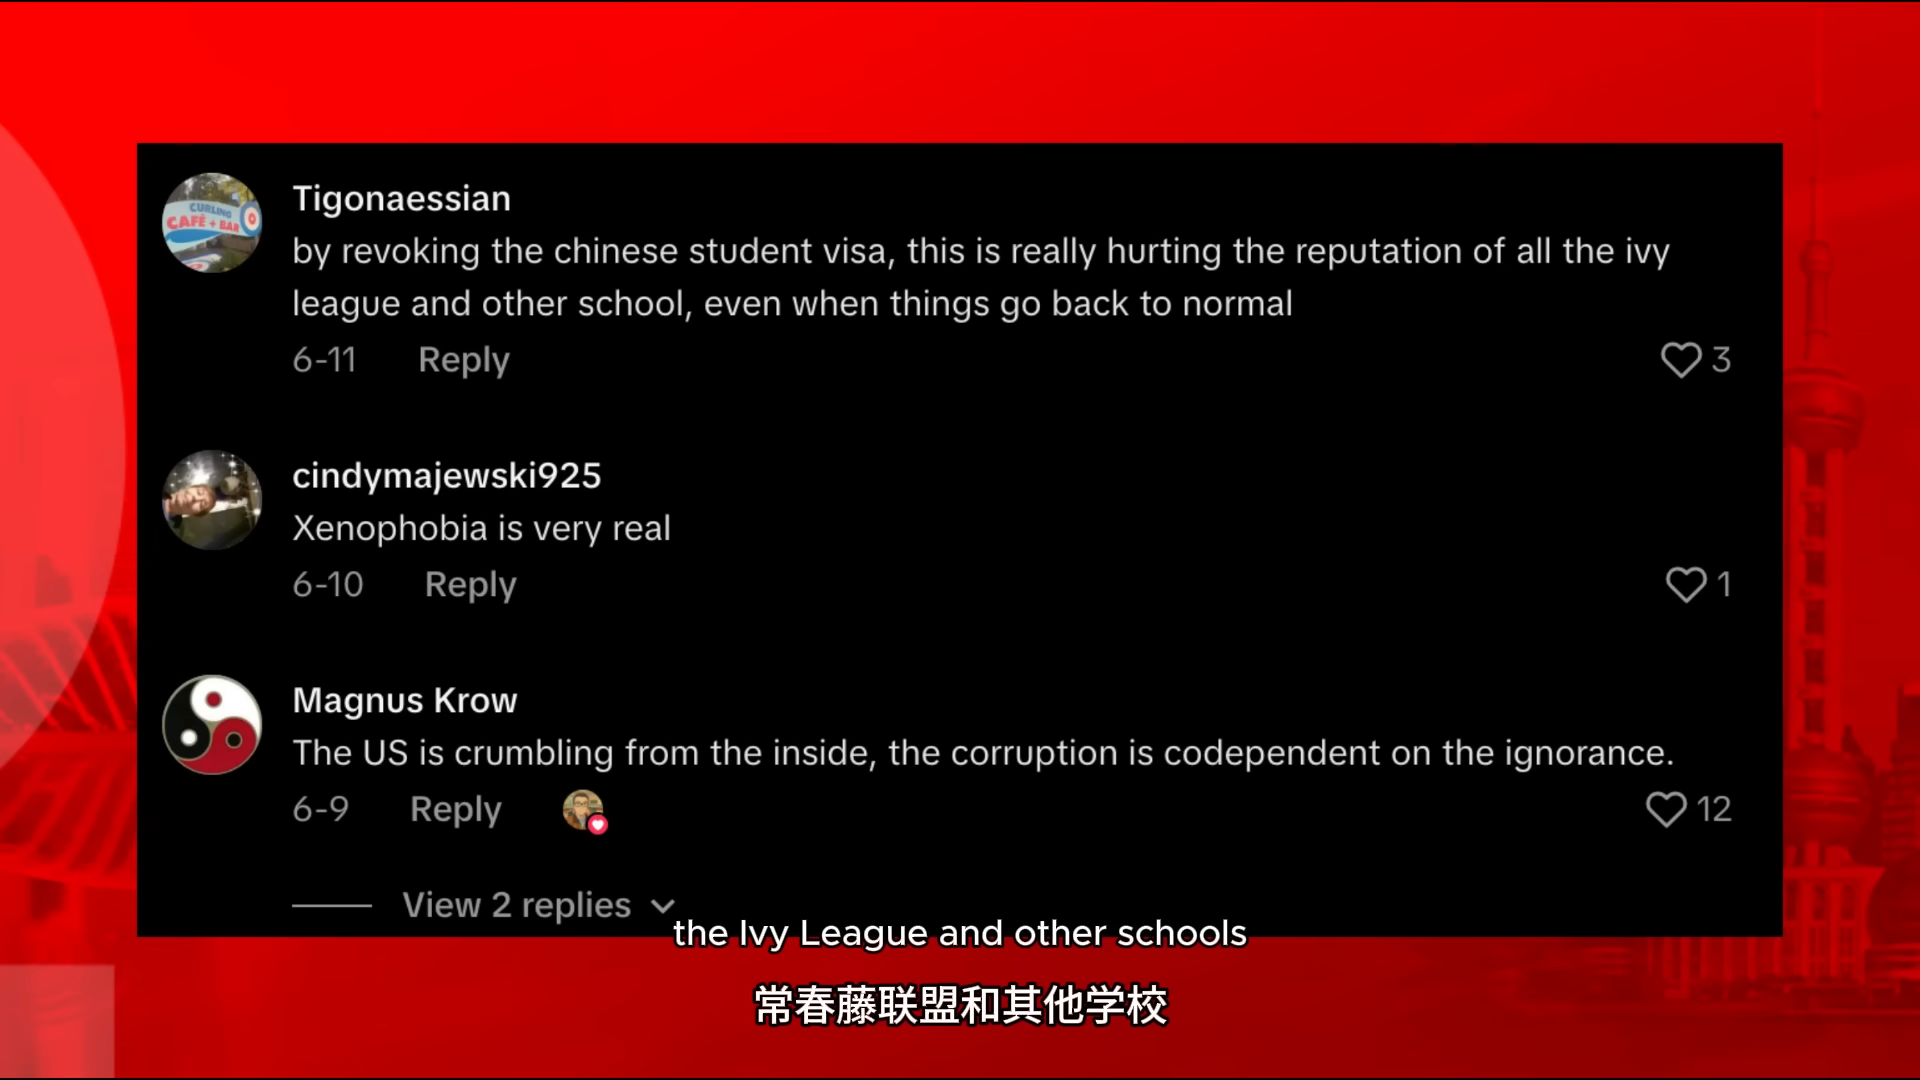 CURLING
CAFÉ + BAR
Tigonaessian
by revoking the chinese student visa, this is really hurting the reputation of all the ivy
league and other school, even when things go back to normal
6-11 Reply 3
cindymajewski925
Xenophobia is very real
6-10 Reply 1
Magnus Krow
The US is crumbling from the inside, the corruption is codependent on the ignorance.
6-9 Reply 12
View 2 replies
the Ivy League and other schools
常春藤联盟和其他学校